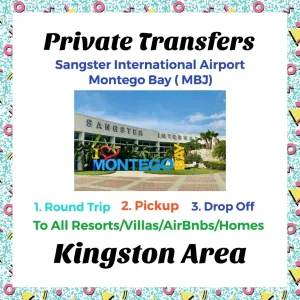 Private Transfers
Sangster International Airport
Montego Bay ( MBJ)
SANGSTER INTERN
MONTEGO BAY
1. Round Trip 2. Pickup 3. Drop Off
To All Resorts/Villas/AirBnbs/Homes
Kingston Area